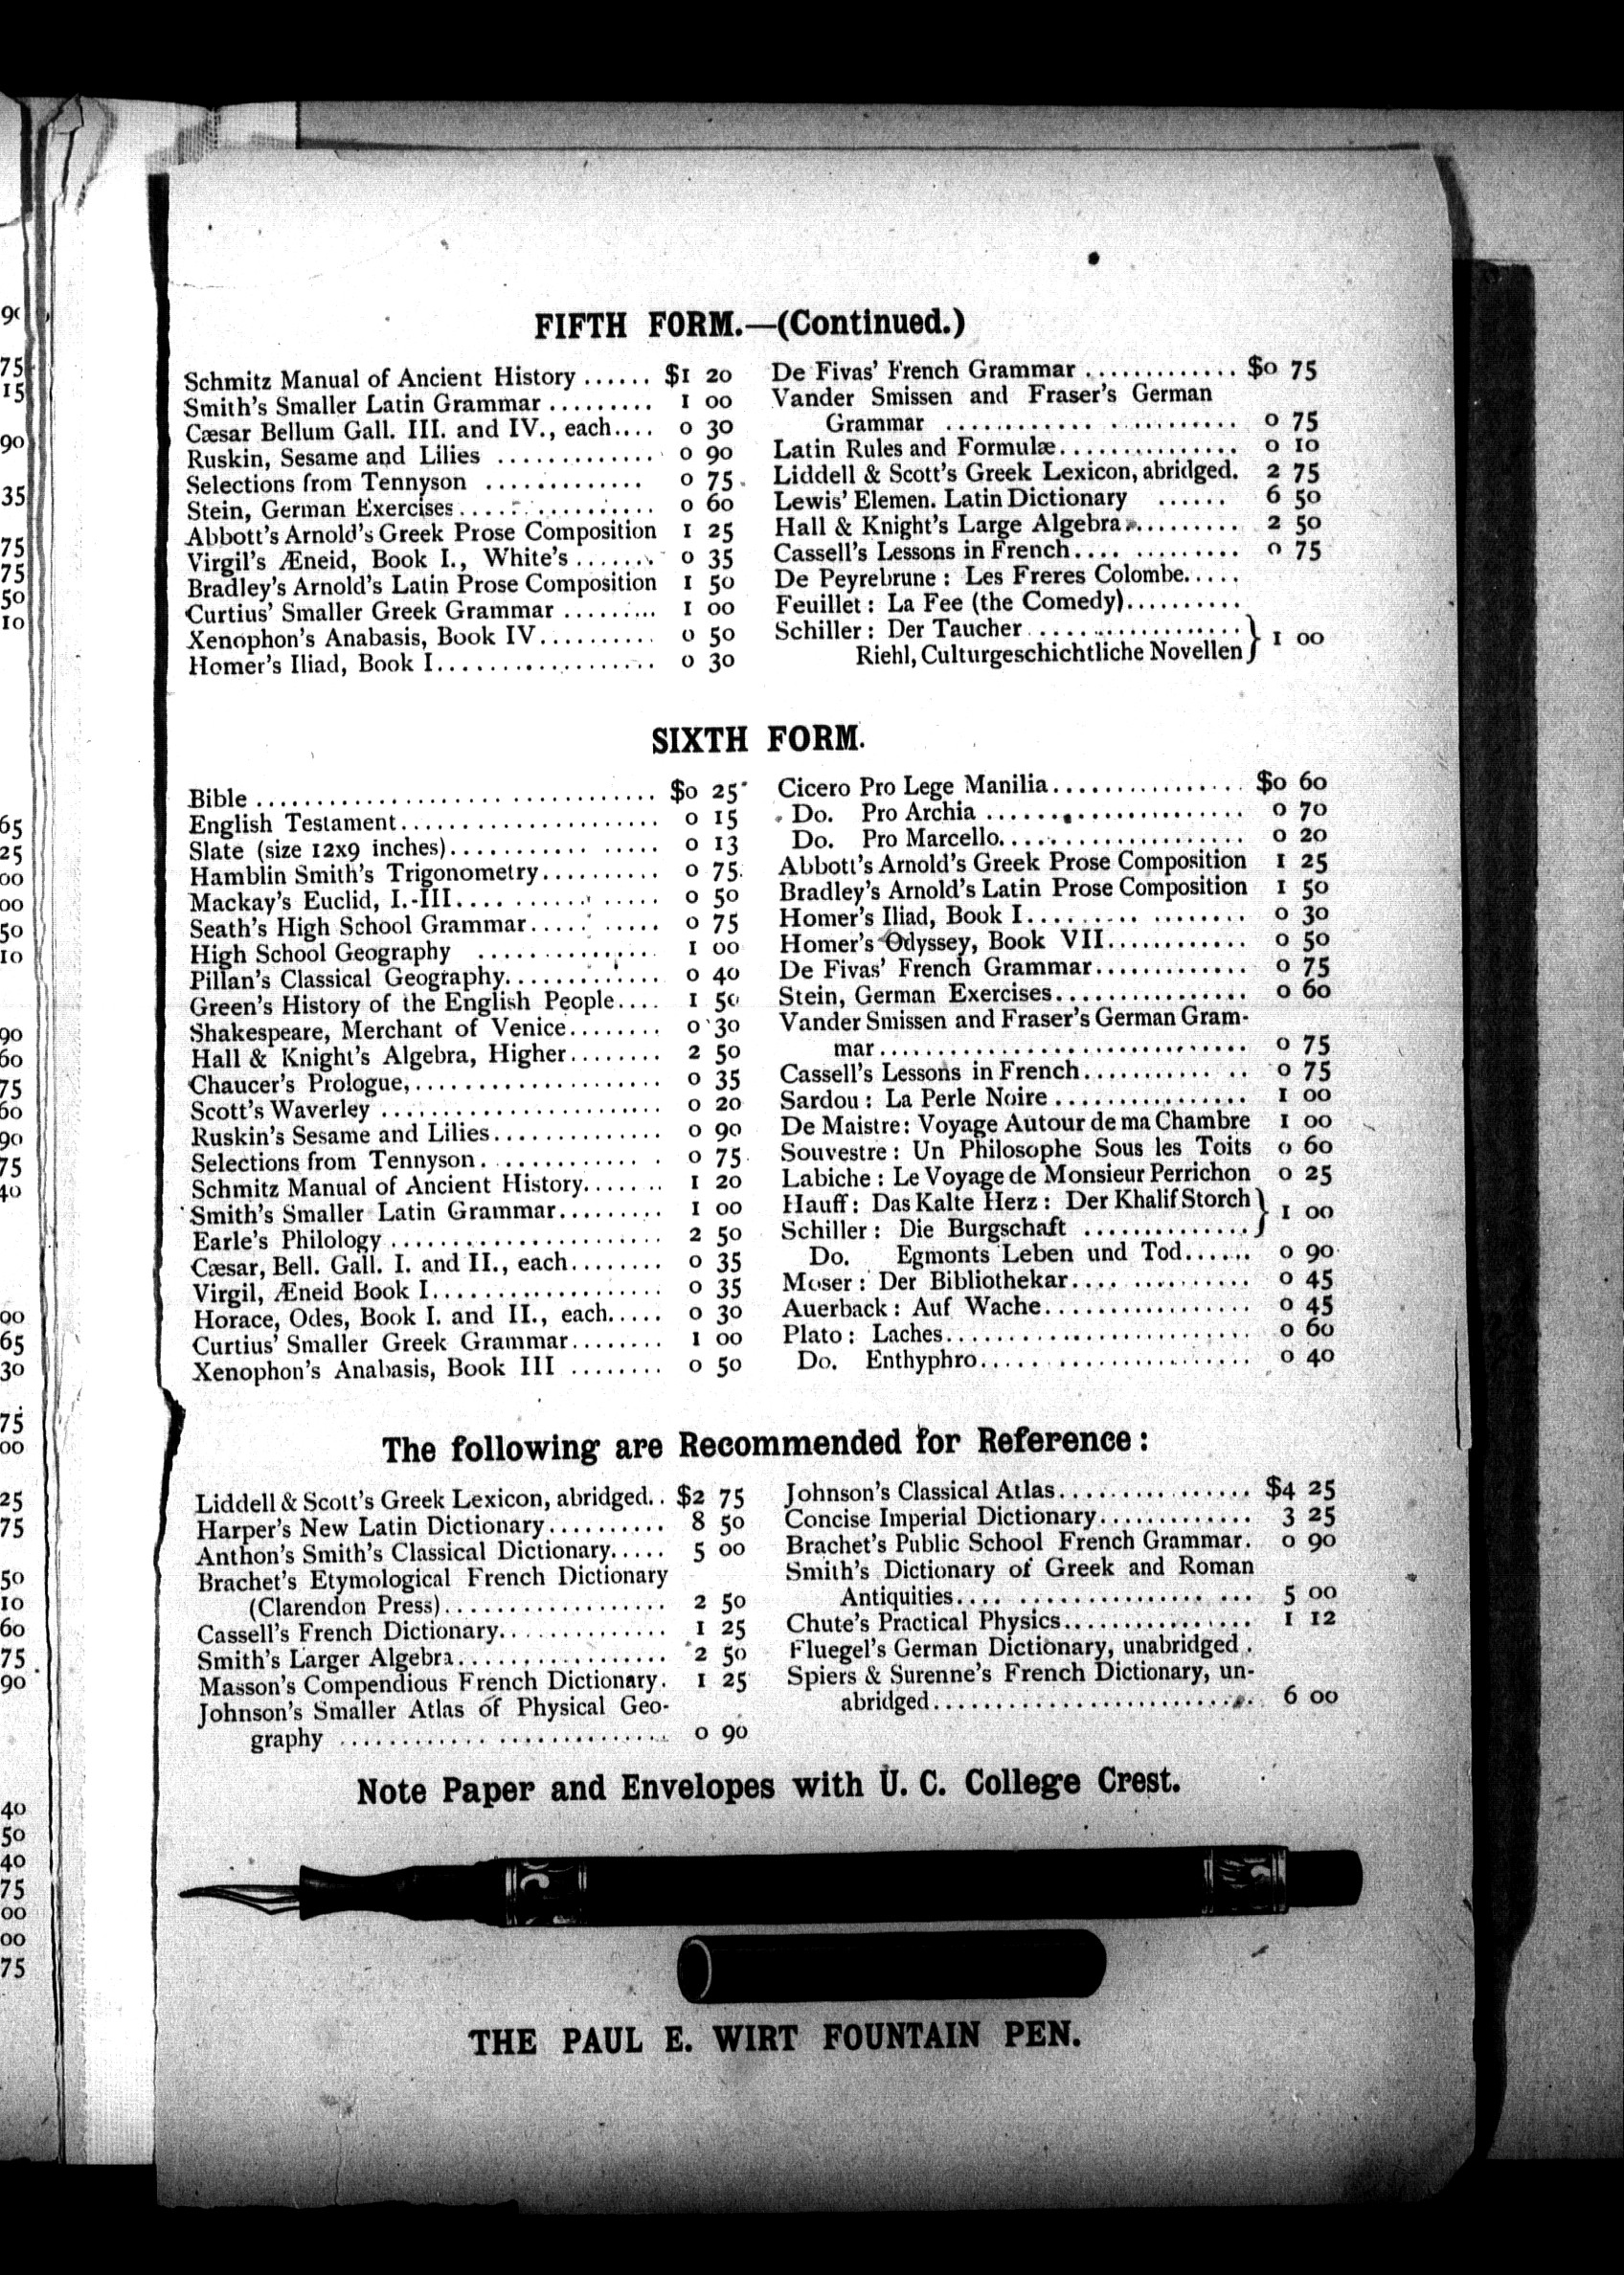 FIFTH FORM.—(Continued.)
Schmitz Manual of Ancient History ...... $1 20
Smith's Smaller Latin Grammar ......... 1 00
Cæsar Bellum Gall. III. and IV., each.... 0 30
Ruskin, Sesame and Lilies ............. 0 90
Selections from Tennyson ............. 0 75
Stein, German Exercises................ 0 60
Abbott's Arnold's Greek Prose Composition 1 25
Virgil's Æneid, Book I., White's....... 0 35
Bradley's Arnold's Latin Prose Composition 1 50
Curtius' Smaller Greek Grammar ........ 1 00
Xenophon's Anabasis, Book IV.......... 0 50
Homer's Iliad, Book I.................. 0 30
De Fivas' French Grammar ............. $0 75
Vander Smissen and Fraser's German
Grammar ........................ 0 75
Latin Rules and Formulæ............... 0 10
Liddell & Scott's Greek Lexicon, abridged. 2 75
Lewis' Elemen. Latin Dictionary ...... 6 50
Hall & Knight's Large Algebra.......... 2 50
Cassell's Lessons in French.... ......... 0 75
De Peyrebrune : Les Freres Colombe.....
Feuillet : La Fee (the Comedy)..........
Schiller : Der Taucher ..................
Riehl, Culturgeschichtliche Novellen } 1 00
SIXTH FORM.
Bible ................................. $0 25
English Testament...................... 0 15
Slate (size 12x9 inches).......... ..... 0 13
Hamblin Smith's Trigonometry.......... 0 75
Mackay's Euclid, I.-III.... ............. 0 50
Seath's High School Grammar..... ..... 0 75
High School Geography ............... 1 00
Pillan's Classical Geography............. 0 40
Green's History of the English People.... 1 50
Shakespeare, Merchant of Venice........ 0 30
Hall & Knight's Algebra, Higher........ 2 50
Chaucer's Prologue,..................... 0 35
Scott's Waverley ....................... 0 20
Ruskin's Sesame and Lilies.............. 0 90
Selections from Tennyson. ............. 0 75
Schmitz Manual of Ancient History....... 1 20
Smith's Smaller Latin Grammar......... 1 00
Earle's Philology ...................... 2 50
Cæsar, Bell. Gall. I. and II., each........ 0 35
Virgil, Æneid Book I................... 0 35
Horace, Odes, Book I. and II., each..... 0 30
Curtius' Smaller Greek Grammar........ 1 00
Xenophon's Anabasis, Book III ........ 0 50
Cicero Pro Lege Manilia................ $0 60
Do. Pro Archia ..................... 0 70
Do. Pro Marcello.................... 0 20
Abbott's Arnold's Greek Prose Composition 1 25
Bradley's Arnold's Latin Prose Composition 1 50
Homer's Iliad, Book I.......... ........ 0 30
Homer's Odyssey, Book VII............ 0 50
De Fivas' French Grammar............. 0 75
Stein, German Exercises................ 0 60
Vander Smissen and Fraser's German Gram-
mar............................... 0 75
Cassell's Lessons in French........... .. 0 75
Sardou : La Perle Noire ................ 1 00
De Maistre : Voyage Autour de ma Chambre 1 00
Souvestre : Un Philosophe Sous les Toits 0 60
Labiche : Le Voyage de Monsieur Perrichon 0 25
Hauff : Das Kalte Herz : Der Khalif Storch
Schiller : Die Burgschaft .............. } 1 00
Do. Egmonts Leben und Tod...... 0 90
Moser : Der Bibliothekar.... ........... 0 45
Auerback : Auf Wache................. 0 45
Plato : Laches.......................... 0 60
Do. Enthyphro.... ................ 0 40
The following are Recommended for Reference :
Liddell & Scott's Greek Lexicon, abridged.. $2 75
Harper's New Latin Dictionary.......... 8 50
Anthon's Smith's Classical Dictionary..... 5 00
Brachet's Etymological French Dictionary
(Clarendon Press).................. 2 50
Cassell's French Dictionary.............. 1 25
Smith's Larger Algebra................. 2 50
Masson's Compendious French Dictionary. 1 25
Johnson's Smaller Atlas of Physical Geo-
graphy .......................... 0 90
Johnson's Classical Atlas................ $4 25
Concise Imperial Dictionary............. 3 25
Brachet's Public School French Grammar. 0 90
Smith's Dictionary of Greek and Roman
Antiquities.... ................... ... 5 00
Chute's Practical Physics................ 1 12
Fluegel's German Dictionary, unabridged .
Spiers & Surenne's French Dictionary, un-
abridged.......................... 6 00
Note Paper and Envelopes with U. C. College Crest.
THE PAUL E. WIRT FOUNTAIN PEN.